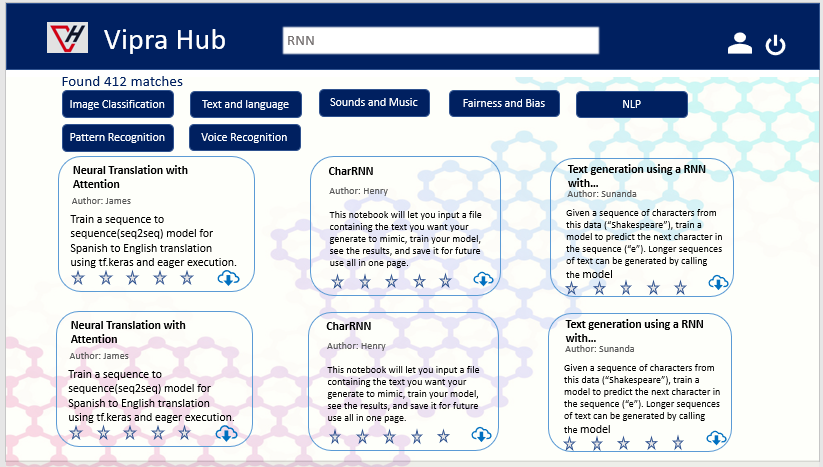 VH Vipra Hub RNN
Found 412 matches
Image Classification Text and language Sounds and Music Fairness and Bias NLP
Pattern Recognition Voice Recognition
Neural Translation with
Attention
Author: James
Train a sequence to
sequence(seq2seq) model for
Spanish to English translation
using tf.keras and eager execution.
CharRNN
Author: Henry
This notebook will let you input a file
containing the text you want your
generate to mimic, train your model,
see the results, and save it for future
use all in one page.
Text generation using a RNN
with...
Author: Sunanda
Given a sequence of characters from
this data ("Shakespeare"), train a
model to predict the next character in
the sequence ("e"). Longer sequences
of text can be generated by calling
the model
Neural Translation with
Attention
Author: James
Train a sequence to
sequence(seq2seq) model for
Spanish to English translation
using tf.keras and eager execution.
CharRNN
Author: Henry
This notebook will let you input a file
containing the text you want your
generate to mimic, train your model,
see the results, and save it for future
use all in one page.
Text generation using a RNN
with...
Author: Sunanda
Given a sequence of characters from
this data ("Shakespeare"), train a
model to predict the next character in
the sequence ("e"). Longer sequences
of text can be generated by calling
the model